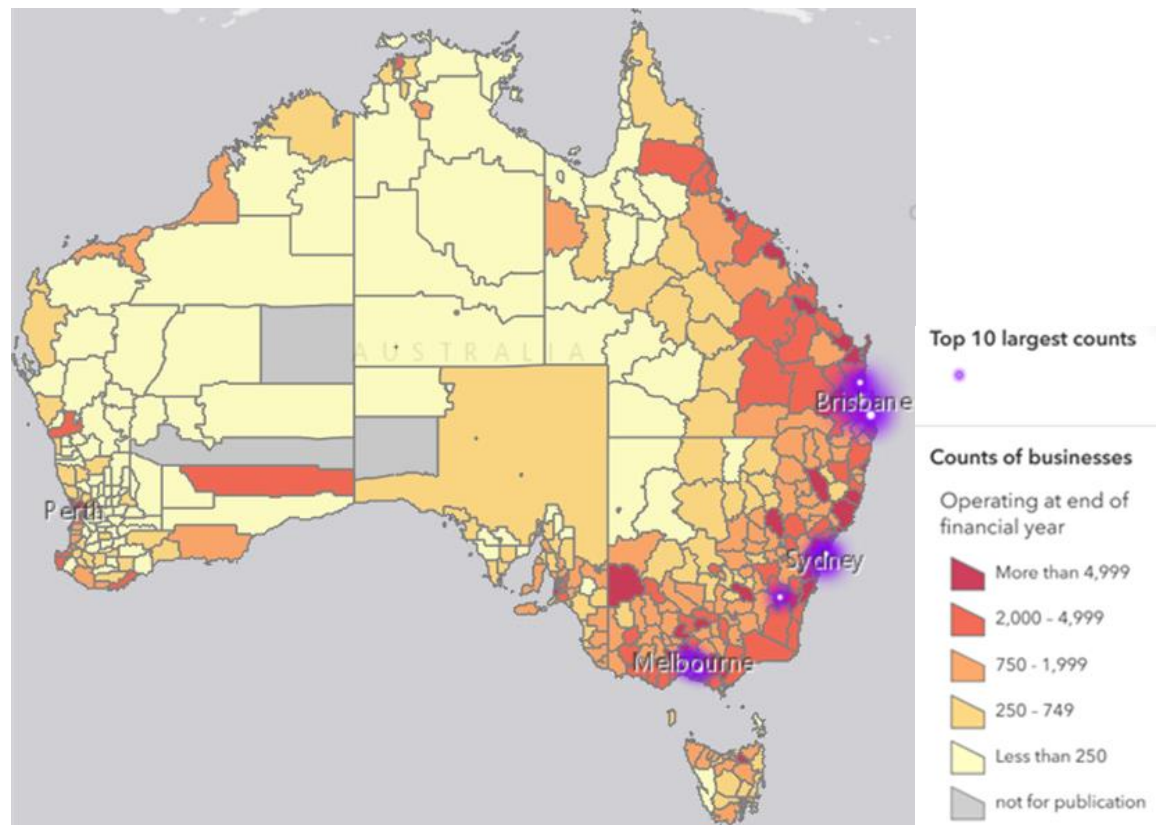 AUSTRALIA
Brisbane
Perth
Sydney
Melbourne
Top 10 largest counts
Counts of businesses
Operating at end of
financial year
More than 4,999
2,000 - 4,999
750 - 1,999
250 - 749
Less than 250
not for publication